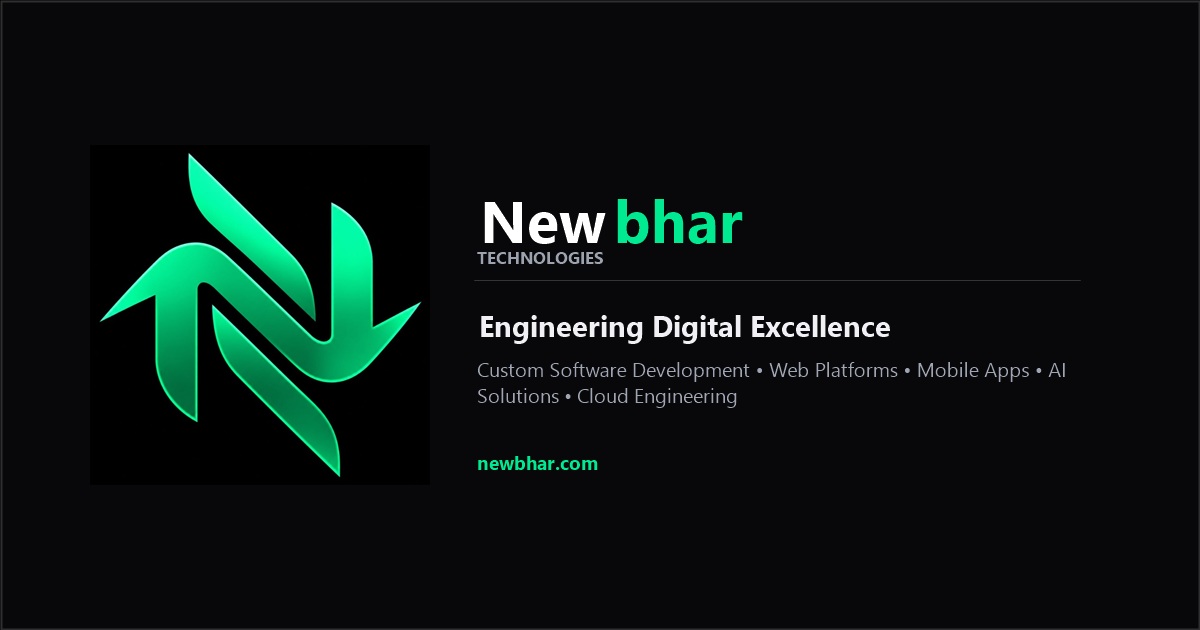 New bhar
TECHNOLOGIES
Engineering Digital Excellence
Custom Software Development • Web Platforms • Mobile Apps • AI
Solutions • Cloud Engineering
newbhar.com